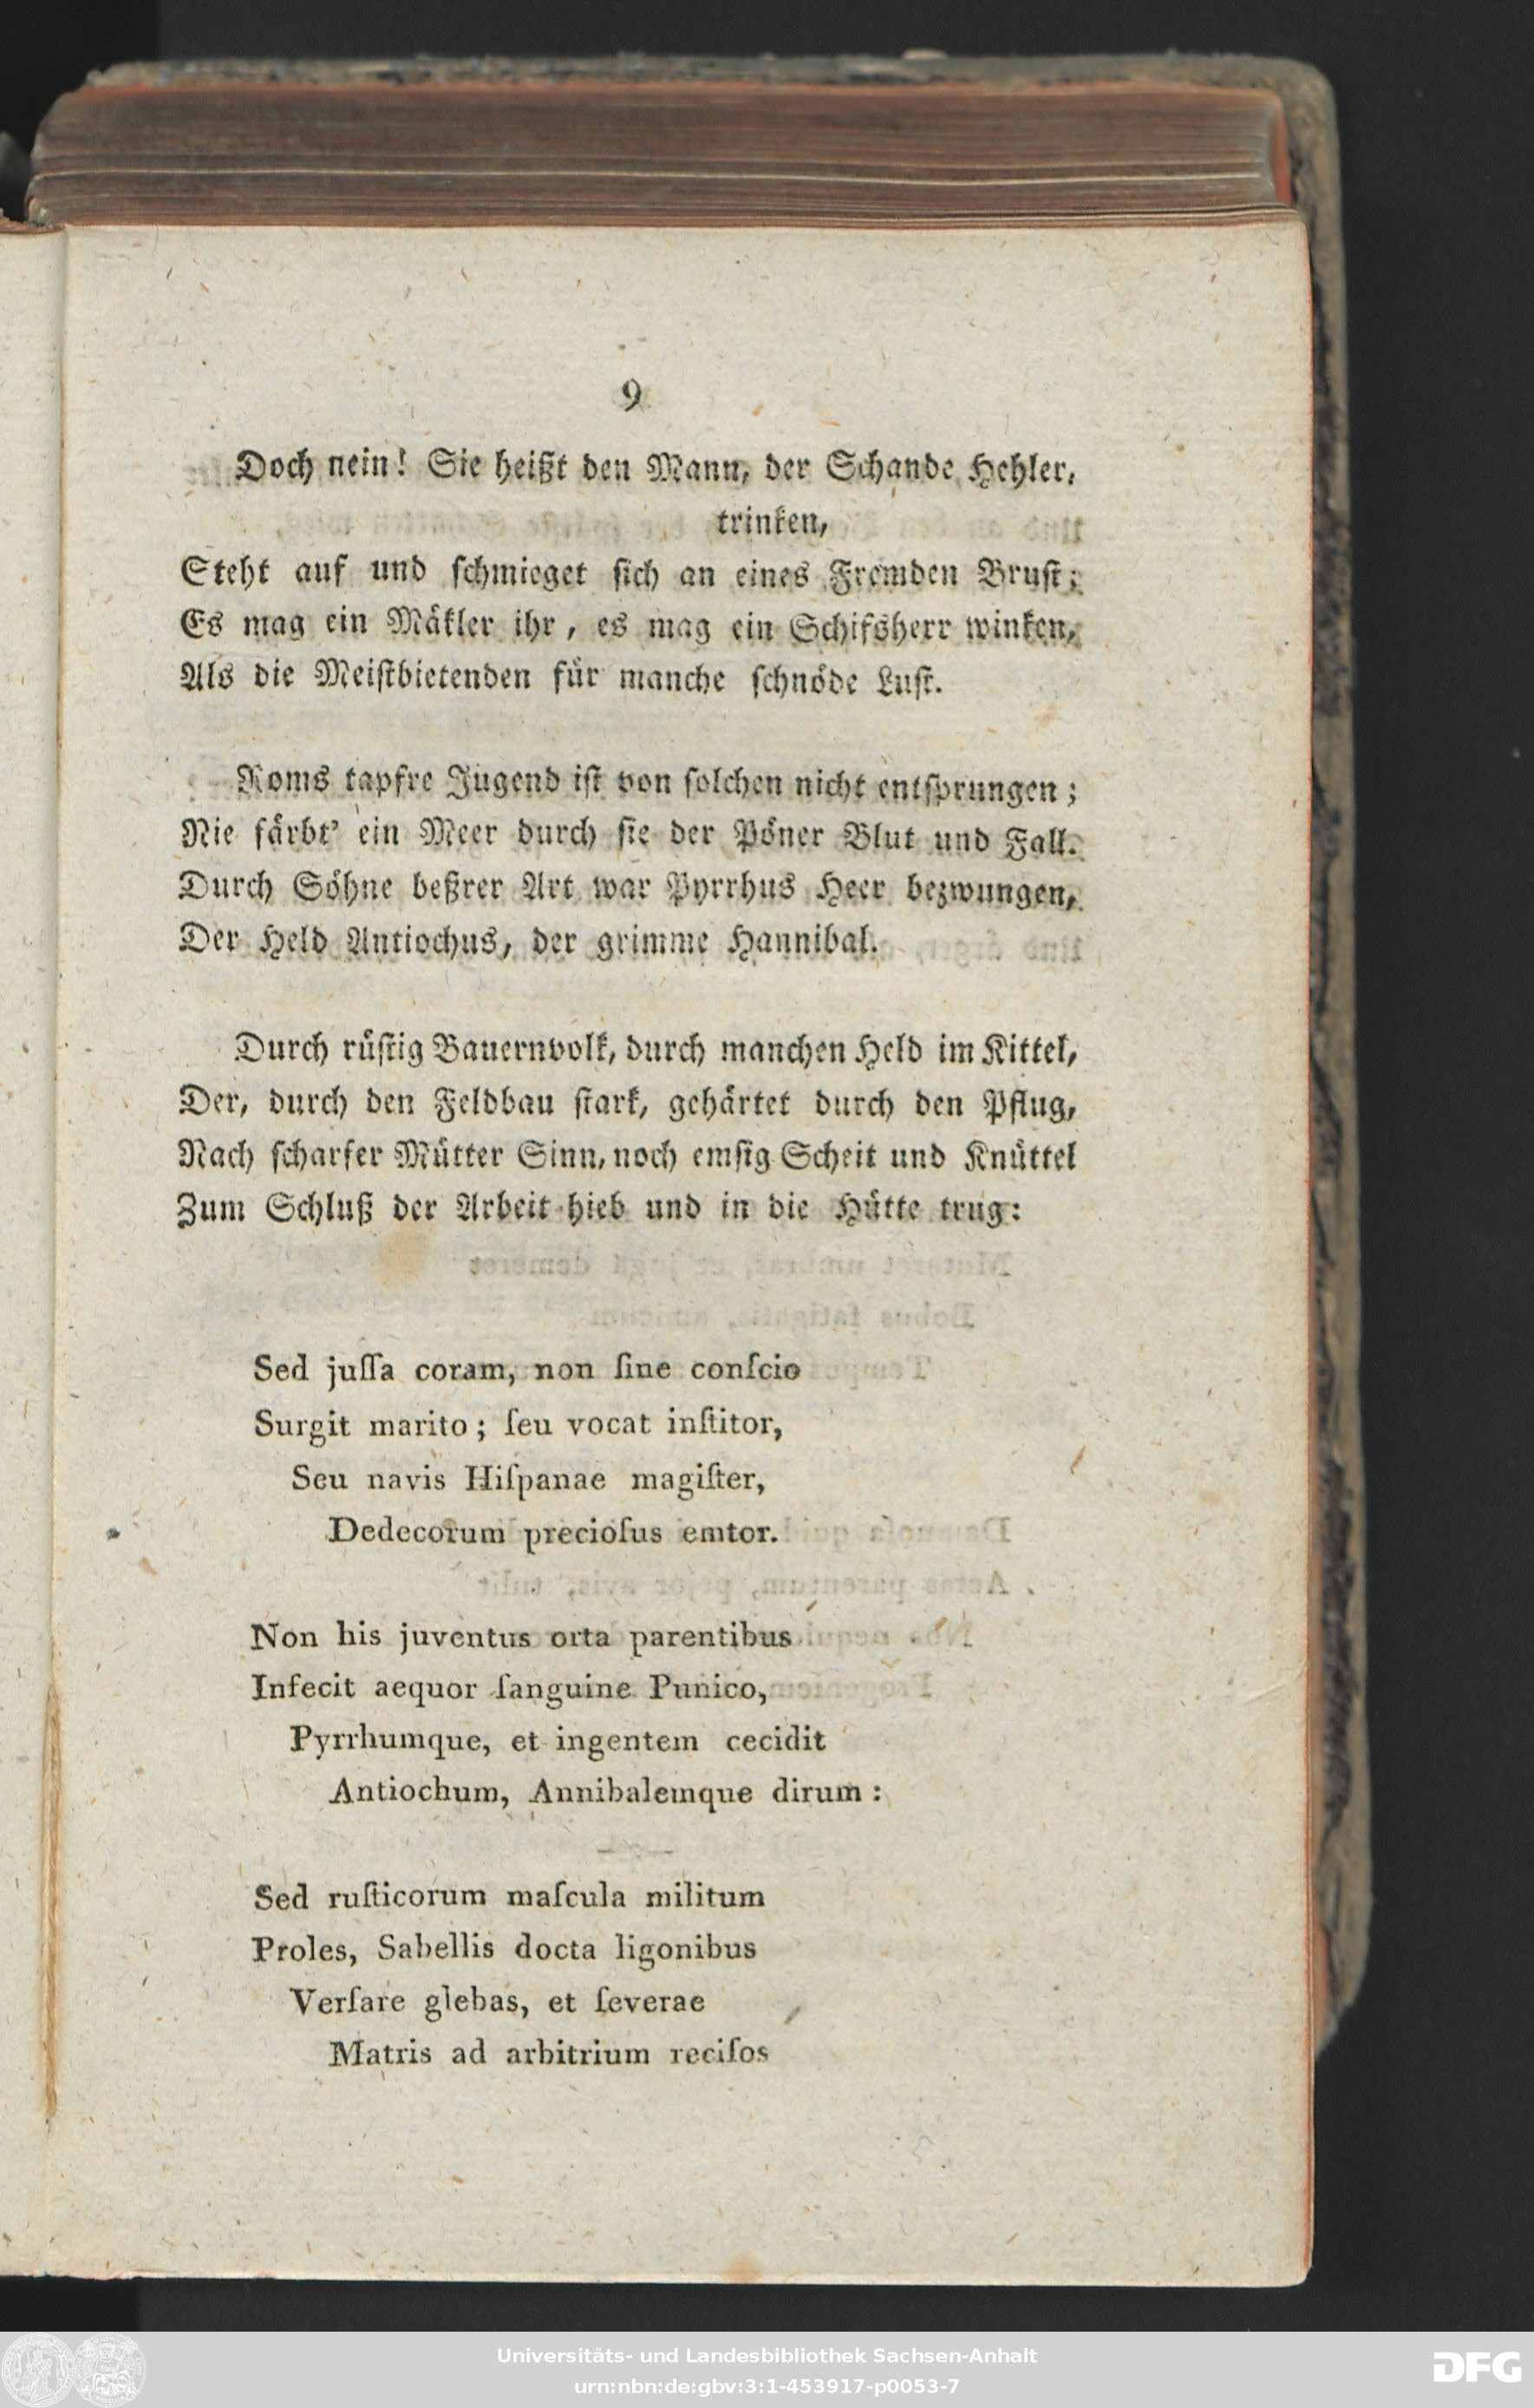 9
Doch nein! Sie heißt den Mann, der Schande Hehler,
trinken,
Steht auf und ſchmieget ſich an eines Fremden Bruſt;
Es mag ein Mäkler ihr, es mag ein Schifsherr winken,
Als die Meiſtbietenden für manche ſchnöde Luſt.
Roms tapfre Jugend iſt von ſolchen nicht entſprungen;
Nie färbt' ein Meer durch ſie der Pöner Blut und Fall.
Durch Söhne beßrer Art war Pyrrhus Heer bezwungen,
Der Held Antiochus, der grimme Hannibal.
Durch rüſtig Bauernvolk, durch manchen Held im Kittel,
Der, durch den Feldbau ſtark, gehärtet durch den Pflug,
Nach ſcharfer Mütter Sinn, noch emſig Scheit und Knüttel
Zum Schluß der Arbeit hieb und in die Hütte trug:
Sed juſſa coram, non ſine conſcio
Surgit marito; ſeu vocat inſtitor,
Seu navis Hiſpanae magiſter,
Dedecorum precioſus emtor.
Non his juventus orta parentibus
Infecit aequor ſanguine Punico,
Pyrrhumque, et ingentem cecidit
Antiochum, Annibalemque dirum:
Sed ruſticorum maſcula militum
Proles, Sabellis docta ligonibus
Verſare glebas, et ſeverae
Matris ad arbitrium reciſos
Universitäts- und Landesbibliothek Sachsen-Anhalt
urn:nbn:de:gbv:3:1-453917-p0053-7
DFG